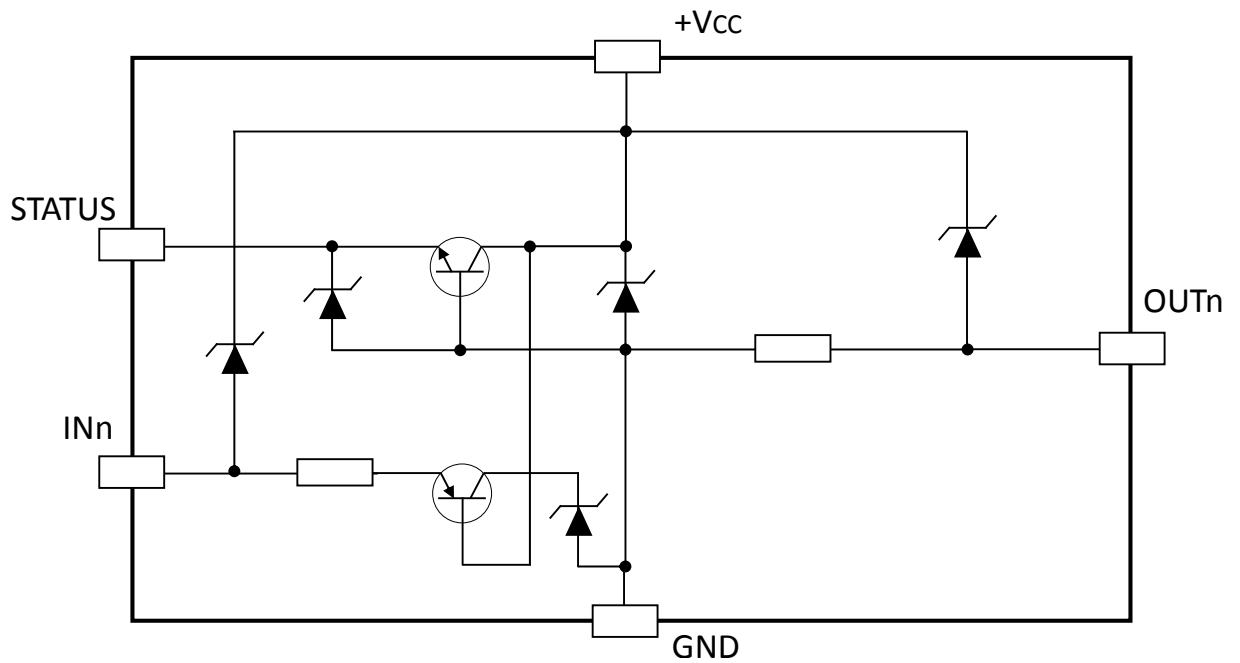 +Vcc
STATUS
OUTn
INn
GND